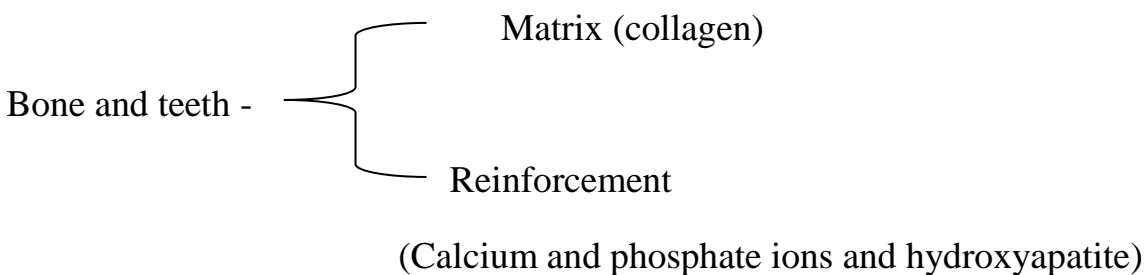 Matrix (collagen)
Bone and teeth -
Reinforcement
(Calcium and phosphate ions and hydroxyapatite)